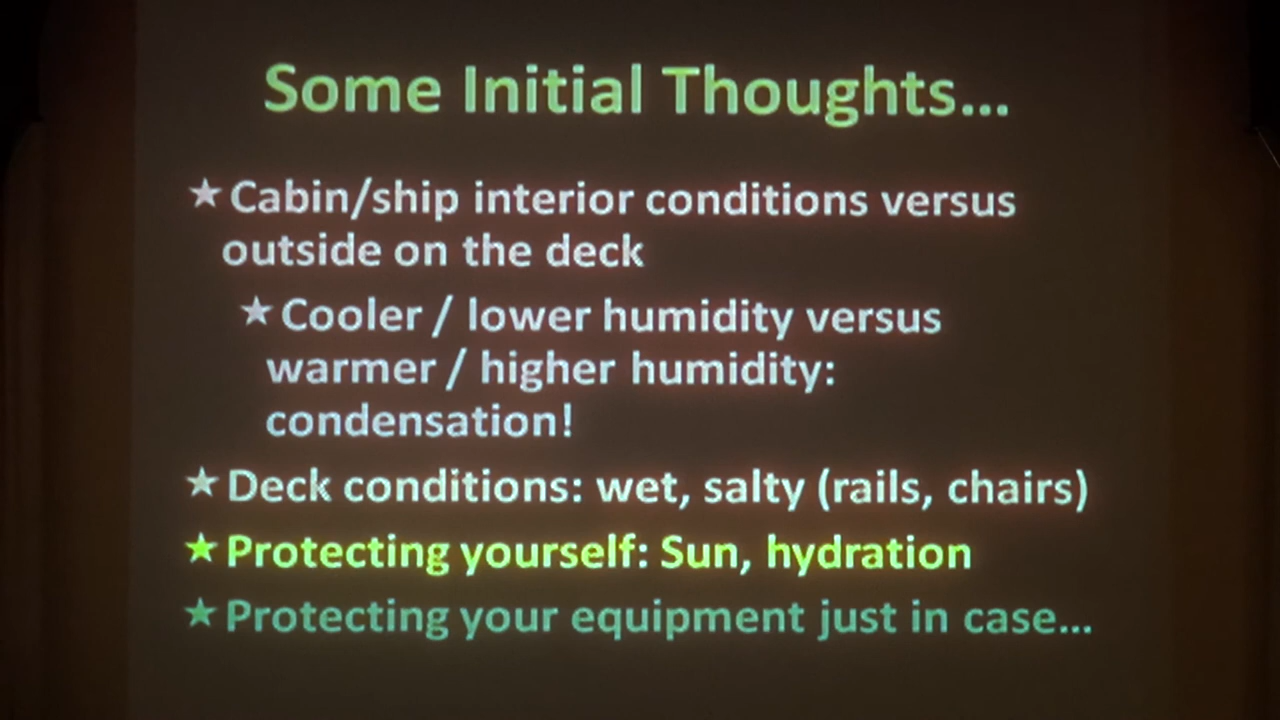 Some Initial Thoughts...
★Cabin/ship interior conditions versus
outside on the deck
★Cooler / lower humidity versus
warmer / higher humidity:
condensation!
★Deck conditions: wet, salty (rails, chairs)
★Protecting yourself: Sun, hydration
★Protecting your equipment just in case...